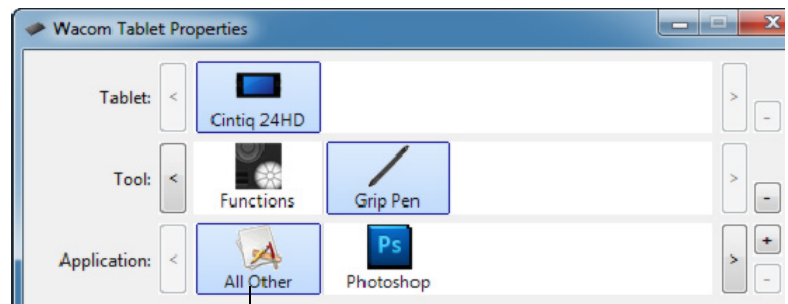 Wacom Tablet Properties
Tablet: < Cintiq 24HD > -
Tool: < Functions Grip Pen > -
Application: < All Other Ps Photoshop > + -